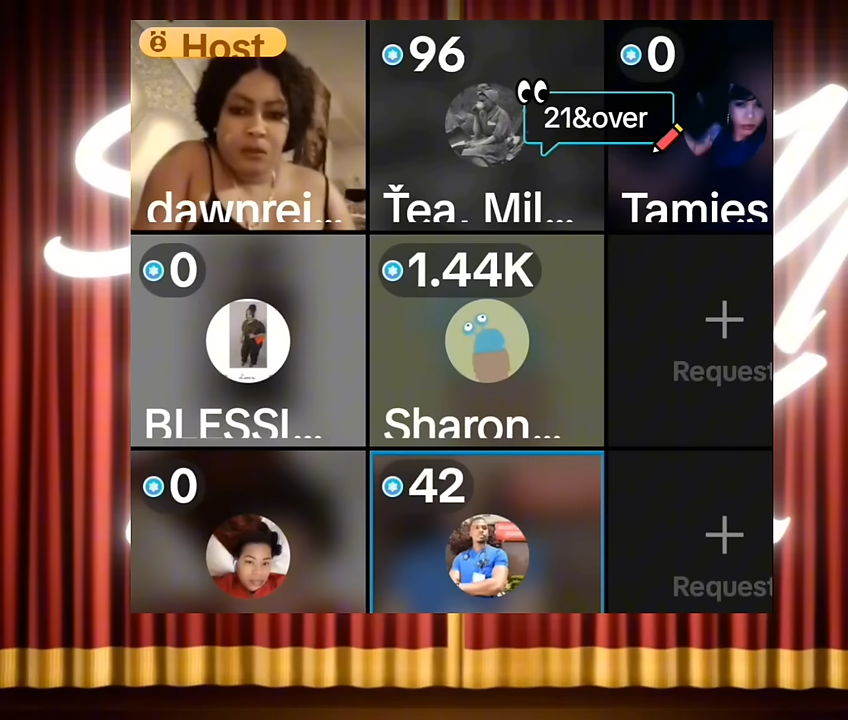 Host
96
0
21&over
dawnrei...
Ťea. Mil...
Tamies
0
1.44K
BLESSI...
Sharon...
Request
0
42
Request